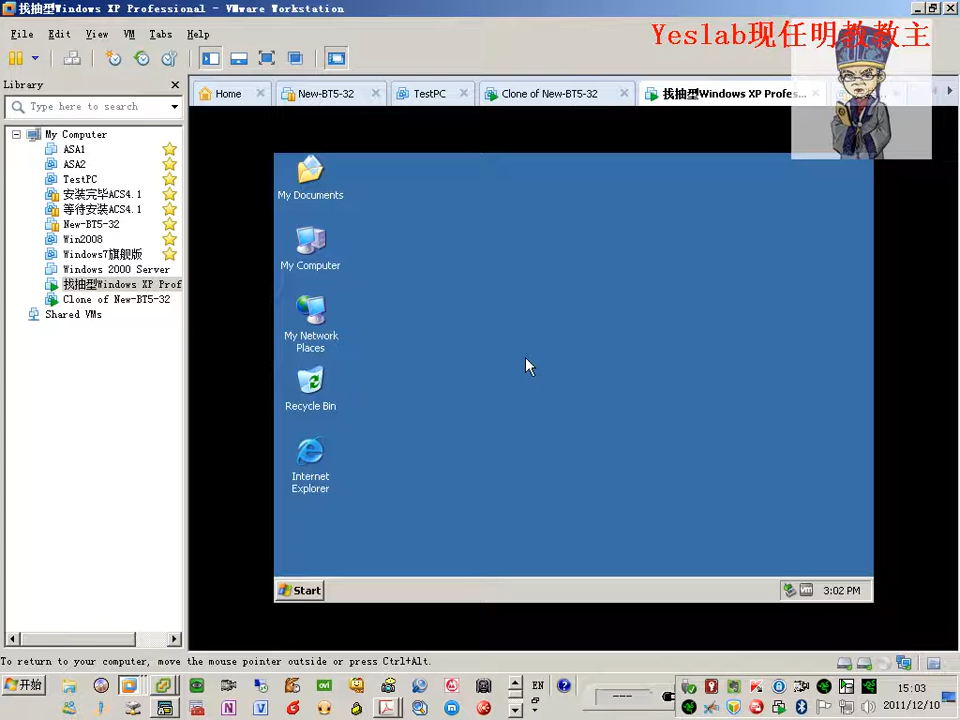 找抽型Windows XP Professional - VMware Workstation
File Edit View VM Tabs Help
Yeslab现任明教教主
Library
Type here to search
Home
New-BT5-32
TestPC
Clone of New-BT5-32
找抽型Windows XP Profes...
My Computer
ASA1
ASA2
TestPC
安装完毕ACS4.1
等待安装ACS4.1
New-BT5-32
Win2008
Windows7旗舰版
Windows 2000 Server
找抽型Windows XP Prof
Clone of New-BT5-32
Shared VMs
My Documents
My Computer
My Network
Places
Recycle Bin
Internet
Explorer
Start
3:02 PM
To return to your computer, move the mouse pointer outside or press Ctrl+Alt.
开始
ovi
EN
15:03
2011/12/10